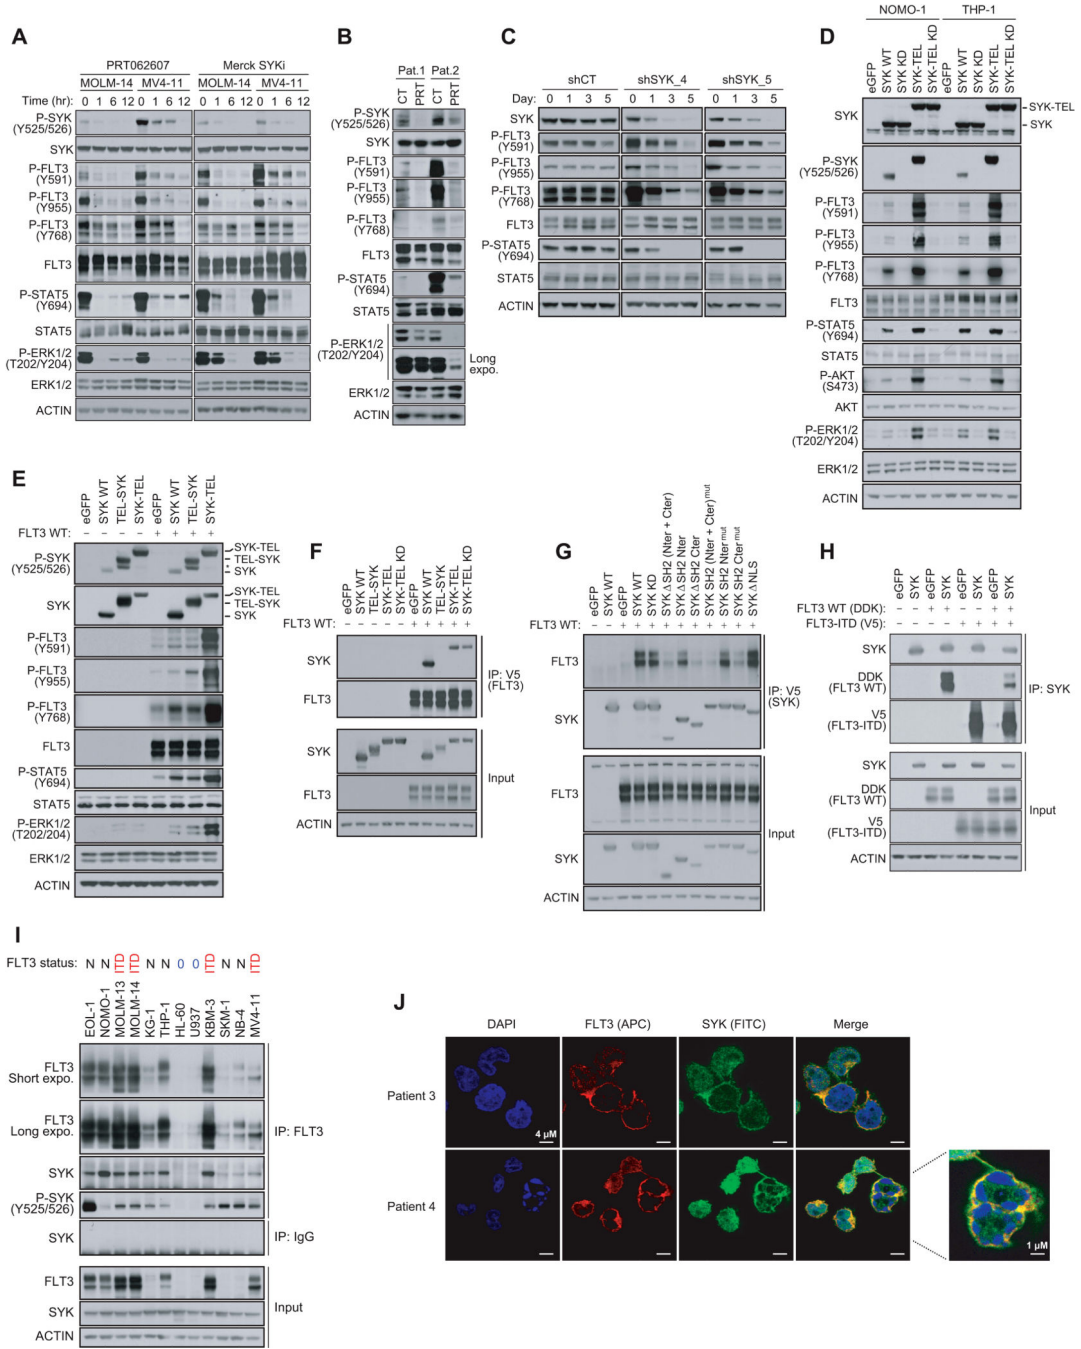 A
PRT062607 Merck SYKi
MOLM-14 MV4-11 MOLM-14 MV4-11
Time (hr): 0 1 6 12 0 1 6 12 0 1 6 12 0 1 6 12
P-SYK
(Y525/526)
SYK
P-FLT3
(Y591)
P-FLT3
(Y955)
P-FLT3
(Y768)
FLT3
P-STAT5
(Y694)
STAT5
P-ERK1/2
(T202/Y204)
ERK1/2
ACTIN
B
Pat.1 Pat.2
CT PRT CT PRT
P-SYK
(Y525/526)
SYK
P-FLT3
(Y591)
P-FLT3
(Y955)
P-FLT3
(Y768)
FLT3
P-STAT5
(Y694)
STAT5
P-ERK1/2
(T202/Y204)
Long
expo.
ERK1/2
ACTIN
C
shCT shSYK_4 shSYK_5
Day: 0 1 3 5 0 1 3 5 0 1 3 5
SYK
P-FLT3
(Y591)
P-FLT3
(Y955)
P-FLT3
(Y768)
FLT3
P-STAT5
(Y694)
STAT5
ACTIN
D
NOMO-1 THP-1
eGFP SYK WT SYK KD SYK-TEL SYK-TEL KD eGFP SYK WT SYK KD SYK-TEL SYK-TEL KD
SYK
SYK-TEL
SYK
P-SYK
(Y525/526)
P-FLT3
(Y591)
P-FLT3
(Y955)
P-FLT3
(Y768)
FLT3
P-STAT5
(Y694)
STAT5
P-AKT
(S473)
AKT
P-ERK1/2
(T202/Y204)
ERK1/2
ACTIN
E
eGFP SYK WT TEL-SYK SYK-TEL eGFP SYK WT TEL-SYK SYK-TEL
FLT3 WT: - - - - + + + +
P-SYK
(Y525/526)
SYK-TEL
TEL-SYK
*
SYK
SYK
SYK-TEL
TEL-SYK
SYK
P-FLT3
(Y591)
P-FLT3
(Y955)
P-FLT3
(Y768)
FLT3
P-STAT5
(Y694)
STAT5
P-ERK1/2
(T202/204)
ERK1/2
ACTIN
F
eGFP SYK WT TEL-SYK SYK-TEL SYK-TEL KD eGFP SYK WT TEL-SYK SYK-TEL SYK-TEL KD
FLT3 WT: - - - - - + + + + +
SYK
FLT3
IP: V5
(FLT3)
SYK
FLT3
ACTIN
Input
G
eGFP SYK WT eGFP SYK WT SYK KD SYK Δ SH2 (Nter + Cter) SYK Δ SH2 Nter SYK Δ SH2 Cter SYK SH2 (Nter + Cter)mut SYK SH2 Ntermut SYK SH2 Ctermut SYK Δ NLS
FLT3 WT: - - + + + + + + + + + +
FLT3
SYK
IP: V5
(SYK)
FLT3
SYK
ACTIN
Input
H
eGFP SYK eGFP SYK eGFP SYK eGFP SYK
FLT3 WT (DDK): - - + + - - + +
FLT3-ITD (V5): - - - - + + + +
SYK
DDK
(FLT3 WT)
V5
(FLT3-ITD)
IP: SYK
SYK
DDK
(FLT3 WT)
V5
(FLT3-ITD)
ACTIN
Input
I
FLT3 status: N N ITD ITD N N 0 0 ITD N N ITD
EOL-1 NOMO-1 MOLM-13 MOLM-14 KG-1 THP-1 HL-60 U937 KBM-3 SKM-1 NB-4 MV4-11
FLT3
Short expo.
FLT3
Long expo.
IP: FLT3
SYK
P-SYK
(Y525/526)
SYK
IP: IgG
FLT3
SYK
ACTIN
Input
J
DAPI FLT3 (APC) SYK (FITC) Merge
Patient 3
4 µM
Patient 4
1 µM